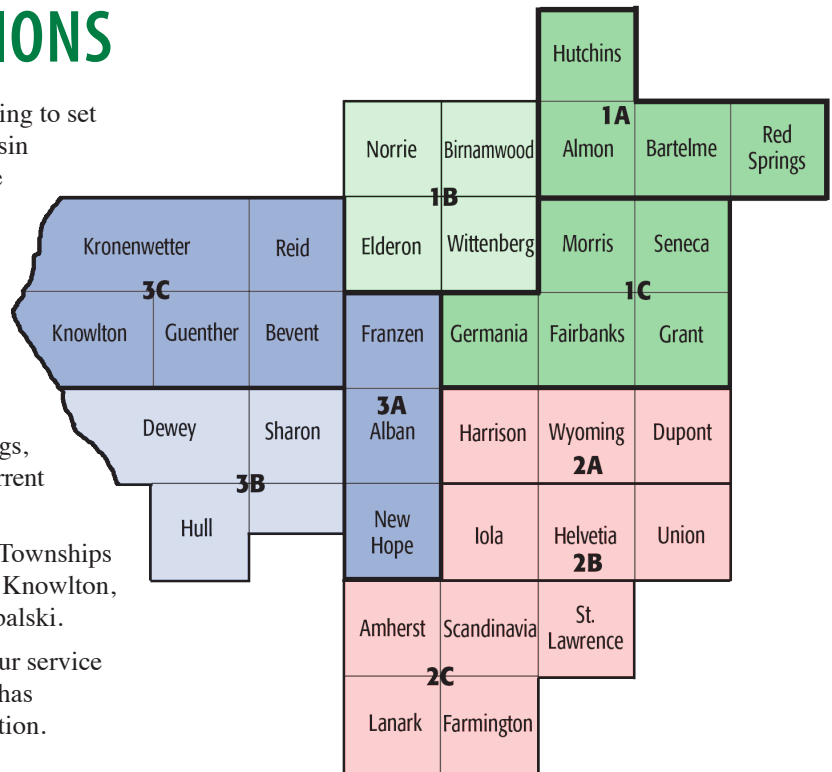 IONS
ing to set
sin
gs,
rrent
Townships
Knowlton,
palski.
ur service
has
tion.
Hutchins
1A
Norrie
Birnamwood
Almon
Bartelme
Red
Springs
1B
Elderon
Wittenberg
Morris
Seneca
Kronenwetter
Reid
3C
1C
Knowlton
Guenther
Bevent
Franzen
Germania
Fairbanks
Grant
3A
Dewey
Sharon
Alban
Harrison
Wyoming
Dupont
2A
3B
Hull
New
Hope
Iola
Helvetia
Union
2B
Amherst
Scandinavia
St.
Lawrence
2C
Lanark
Farmington